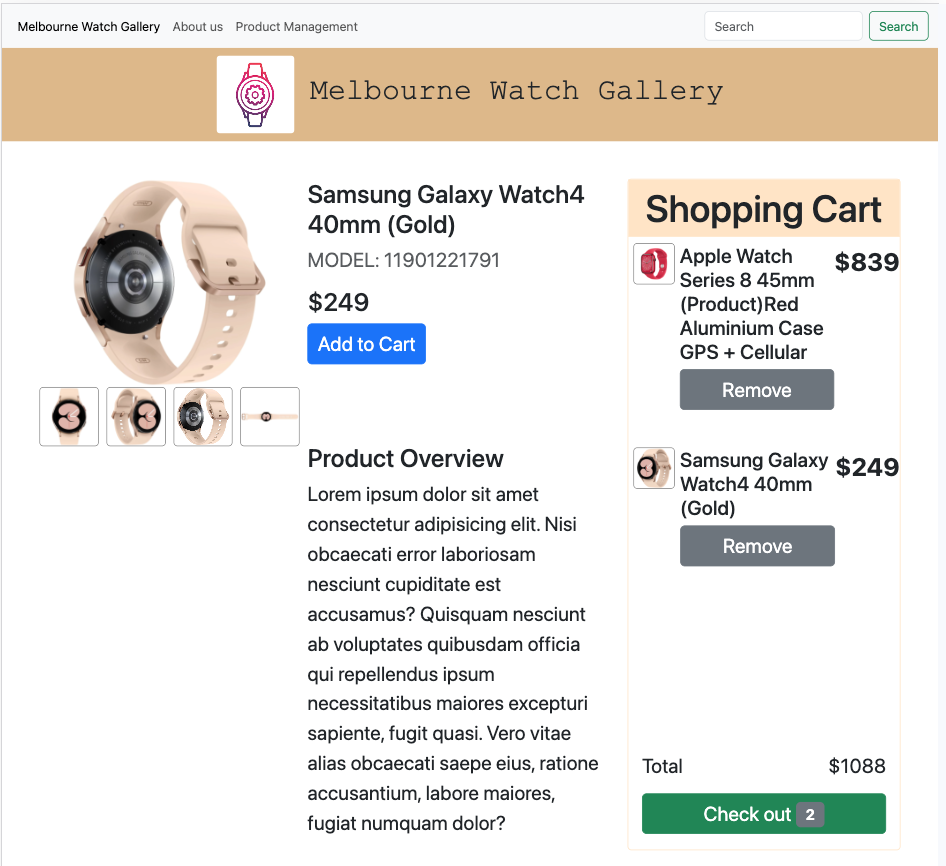 Melbourne Watch Gallery About us Product Management Search Search
Melbourne Watch Gallery
Samsung Galaxy Watch4
40mm (Gold)
MODEL: 11901221791
$249
Add to Cart
Product Overview
Lorem ipsum dolor sit amet
consectetur adipisicing elit. Nisi
obcaecati error laboriosam
nesciunt cupiditate est
accusamus? Quisquam nesciunt
ab voluptates quibusdam officia
qui repellendus ipsum
necessitatibus maiores excepturi
sapiente, fugit quasi. Vero vitae
alias obcaecati saepe eius, ratione
accusantium, labore maiores,
fugiat numquam dolor?
Shopping Cart
Apple Watch $839
Series 8 45mm
(Product)Red
Aluminium Case
GPS + Cellular
Remove
Samsung Galaxy $249
Watch4 40mm
(Gold)
Remove
Total $1088
Check out 2